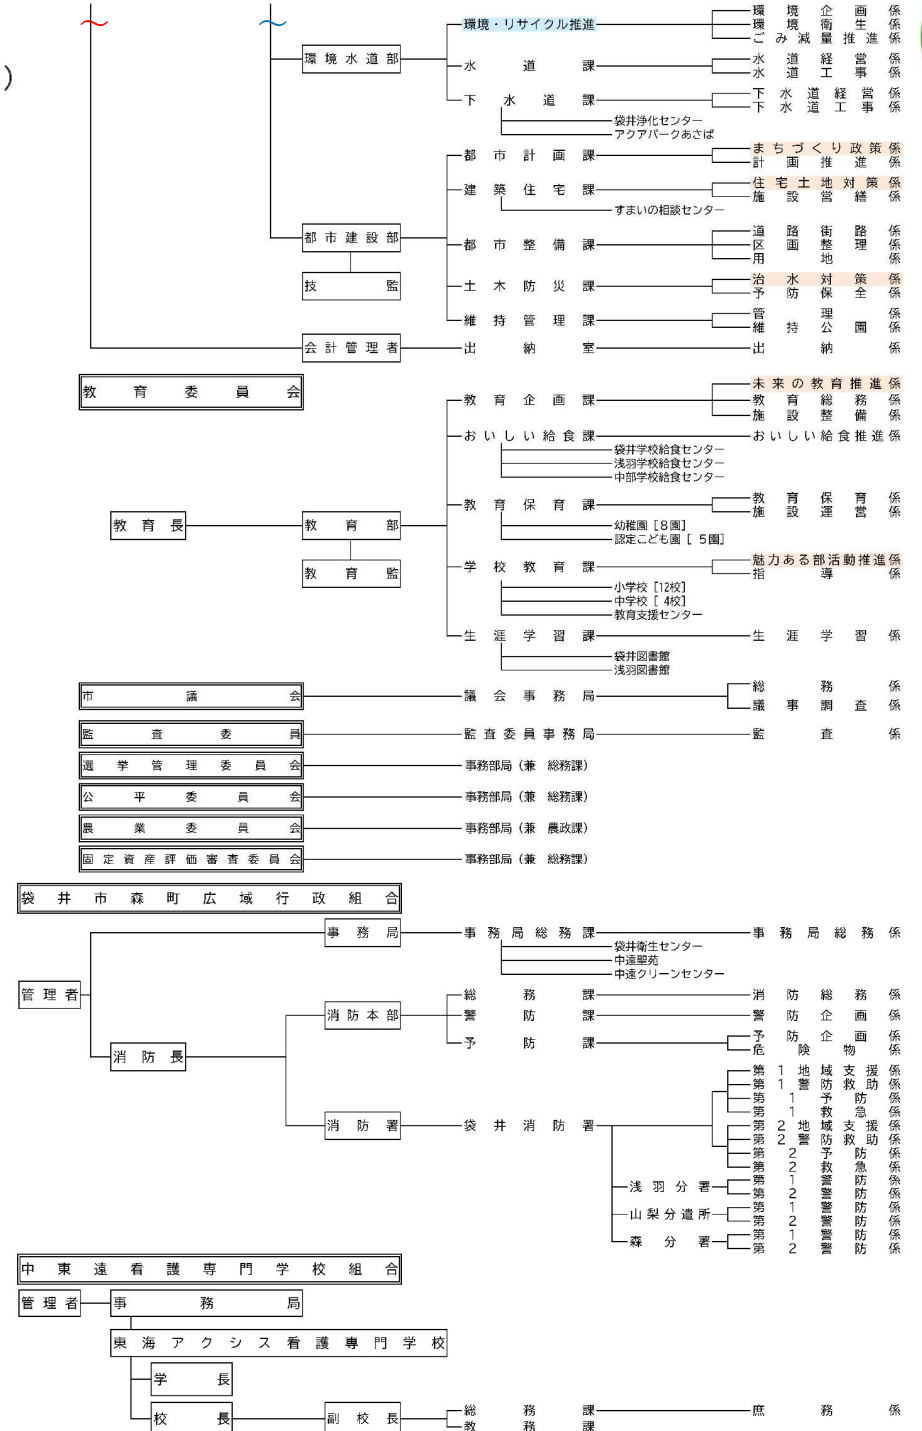 )
環境水道部
環境・リサイクル推進
環境企画係
環境衛生係
ごみ減量推進係
水道課
水道経営係
水道工事係
下水道課
下水道経営係
下水道工事係
袋井浄化センター
アクアパークあさば
都市建設部
技監
都市計画課
まちづくり政策係
計画推進係
建築住宅課
住宅土地対策係
施設営繕係
すまいの相談センター
都市整備課
道路街路係
区画整理係
用地係
土木防災課
治水対策係
予防保全係
維持管理課
管理係
維持公園係
会計管理者
出納室
出納係
教育委員会
教育長
教育部
教育監
教育企画課
未来の教育推進係
教育総務係
施設整備係
おいしい給食課
おいしい給食推進係
袋井学校給食センター
浅羽学校給食センター
中部学校給食センター
教育保育課
教育保育係
施設運営係
幼稚園[8園]
認定こども園[ 5園]
学校教育課
魅力ある部活動推進係
指導係
小学校[12校]
中学校[ 4校]
教育支援センター
生涯学習課
生涯学習係
袋井図書館
浅羽図書館
市議会
議会事務局
総務係
議事調査係
監査委員
監査委員事務局
監査係
選挙管理委員会
事務部局(兼 総務課)
公平委員会
事務部局(兼 総務課)
農業委員会
事務部局(兼 農政課)
固定資産評価審査委員会
事務部局(兼 総務課)
袋井市森町広域行政組合
管理者
事務局
事務局総務課
事務局総務係
袋井衛生センター
中遠聖苑
中遠クリーンセンター
消防長
消防本部
総務課
消防総務係
警防課
警防企画係
予防課
予防企画係
危険物係
消防署
袋井消防署
第1地域支援係
第1警防救助係
第1予防係
第1救急係
第2地域支援係
第2警防救助係
第2予防係
第2救急係
浅羽分署
第1警防係
第2警防係
山梨分遣所
第1警防係
第2警防係
森分署
第1警防係
第2警防係
中東遠看護専門学校組合
管理者
事務局
東海アクシス看護専門学校
学長
校長
副校長
総務課
庶務係
教務課